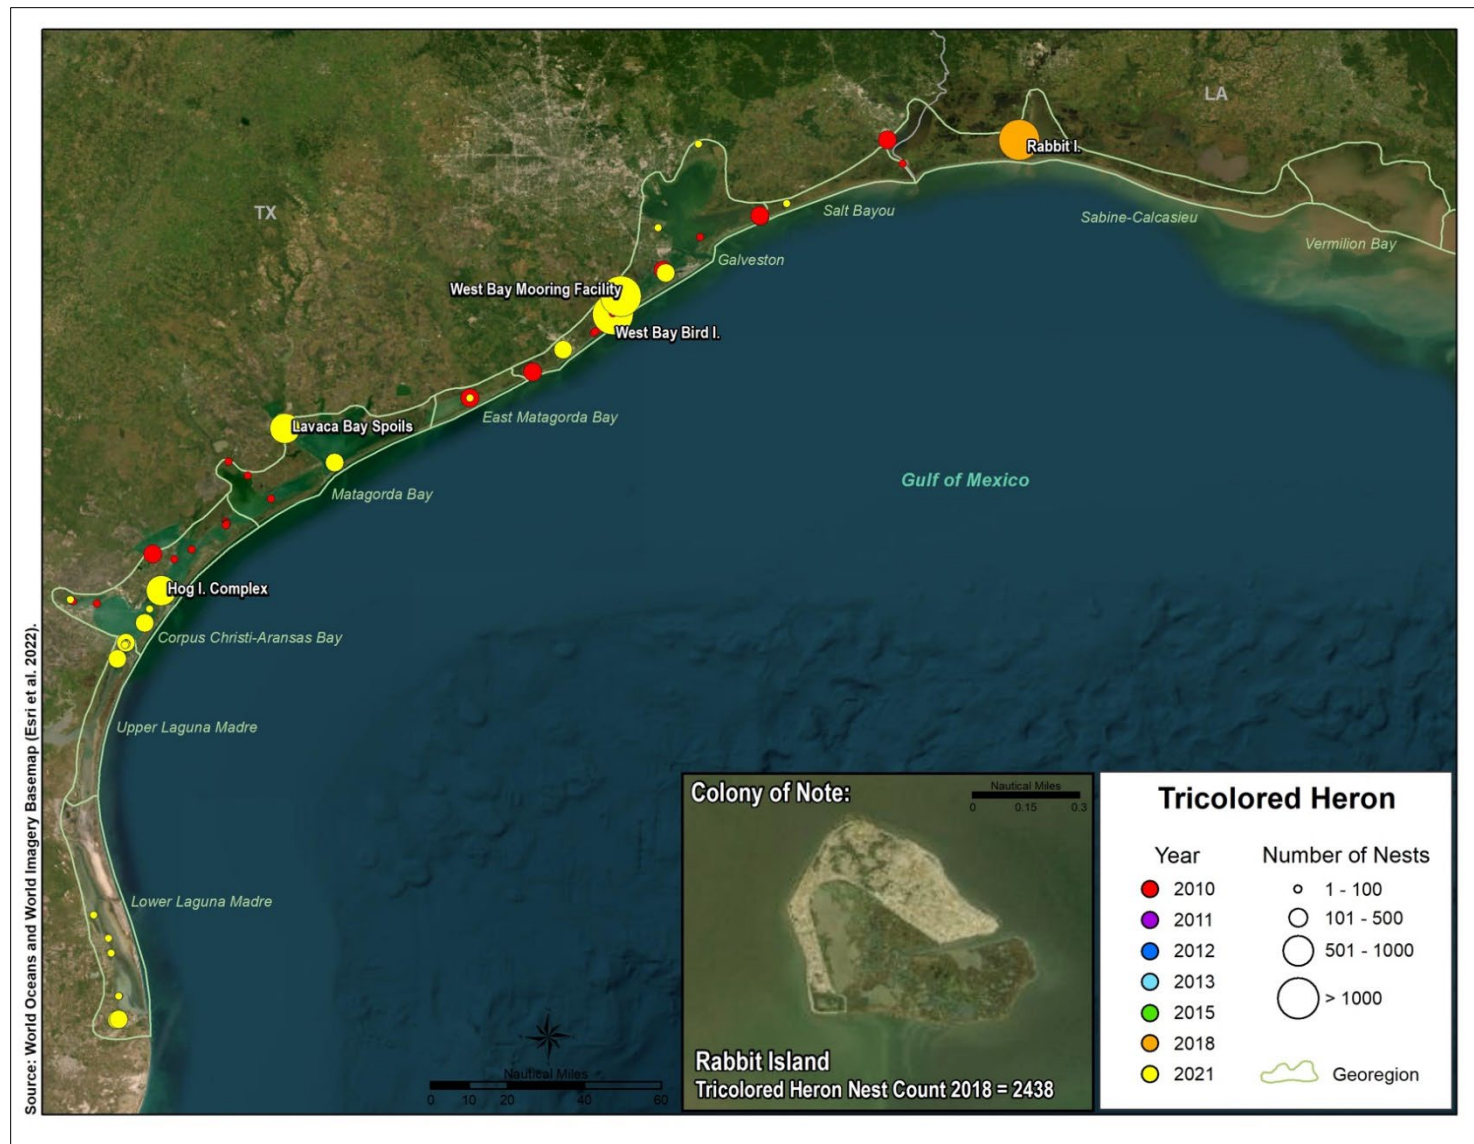 LA
TX
Rabbit I.
Salt Bayou
Sabine-Calcasieu
Vermilion Bay
Galveston
West Bay Mooring Facility
West Bay Bird I.
East Matagorda Bay
Lavaca Bay Spoils
Matagorda Bay
Gulf of Mexico
Hog I. Complex
Corpus Christi-Aransas Bay
Upper Laguna Madre
Lower Laguna Madre
Source: World Oceans and World Imagery Basemap (Esri et al. 2022).
Nautical Miles
0 10 20 40 60
Colony of Note:
Nautical Miles
0 0.15 0.3
Rabbit Island
Tricolored Heron Nest Count 2018 = 2438
Tricolored Heron
Year
2010
2011
2012
2013
2015
2018
2021
Number of Nests
1 - 100
101 - 500
501 - 1000
> 1000
Georegion